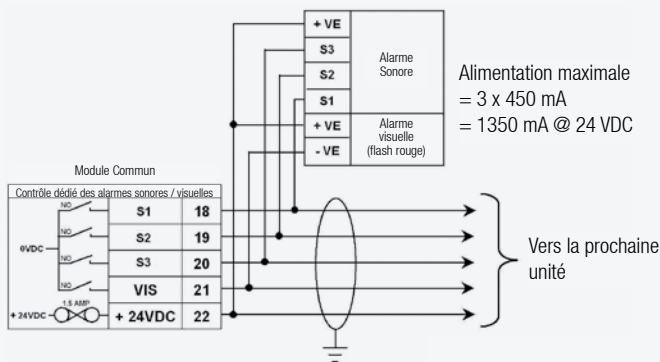 + VE
S3
S2
S1
+ VE
- VE
Alarme
Sonore
Alarme
visuelle
(flash rouge)
Alimentation maximale
= 3 x 450 mA
= 1350 mA @ 24 VDC
Module Commun
Contrôle dédié des alarmes sonores / visuelles
NO S1 18
NO S2 19
0VDC
NO S3 20
NO VIS 21
+ 24VDC 1.5 AMP + 24VDC 22
Vers la prochaine
unité